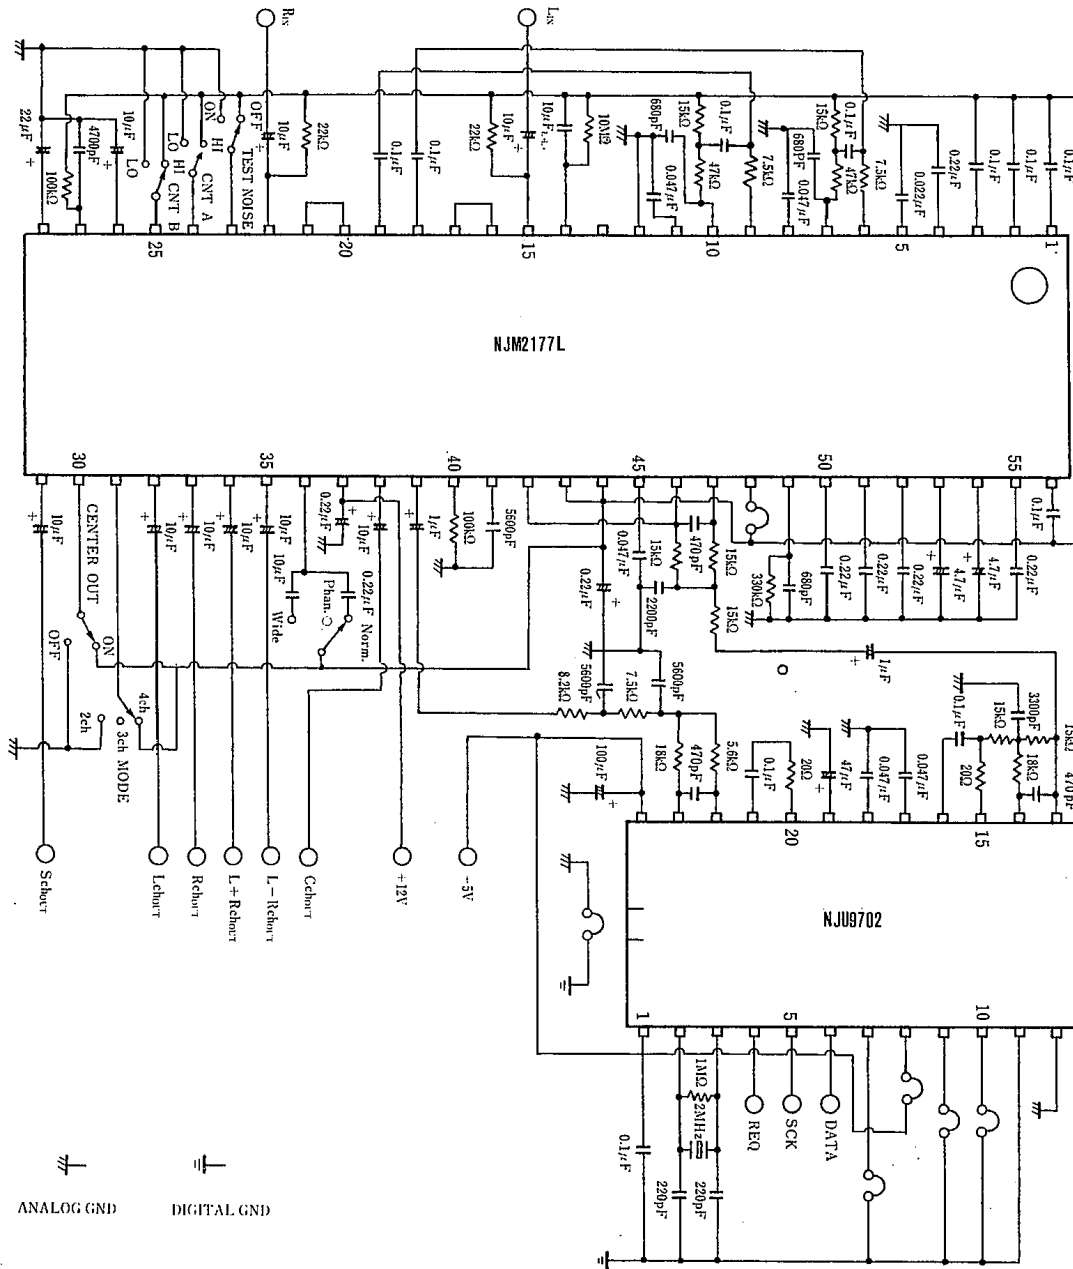 RIN
LIN
22μF
4700pF
100kΩ
10μF
LO
HI
CNT B
LO
HI
CNT A
ON
OFF
TEST NOISE
10μF
22kΩ
0.1μF
0.1μF
22kΩ
10μF
10μF
10MΩ
680pF
0.047μF
15kΩ
47kΩ
0.1μF
7.5kΩ
680PF
0.047μF
15kΩ
47kΩ
0.1μF
7.5kΩ
0.022μF
0.22μF
0.1μF
0.1μF
0.1μF
25
20
15
10
5
1
NJM2177L
30
35
40
45
50
55
10μF
CENTER OUT
ON
OFF
10μF
10μF
10μF
10μF
10μF
Wide
Phan.
0.22μF
Norm.
0.22μF
10μF
1μF
100kΩ
5600pF
0.22μF
0.047μF
15kΩ
2200pF
470pF
15kΩ
15kΩ
330kΩ
680pF
0.22μF
0.22μF
0.22μF
4.7μF
4.7μF
0.22μF
0.1μF
4ch
3ch MODE
2ch
8.2kΩ
5600pF
7.5kΩ
5600pF
1μF
18kΩ
470pF
5.6kΩ
100μF
0.1μF
20Ω
47μF
0.047μF
0.047μF
0.1μF
15kΩ
20Ω
3300pF
18kΩ
15kΩ
470pF
SchOUT
LchOUT
RchOUT
L+RchOUT
L−RchOUT
CchOUT
+12V
−5V
20
15
NJU9702
1
5
10
0.1μF
1MΩ
2MHz
220pF
220pF
REQ
SCK
DATA
ANALOG GND
DIGITAL GND